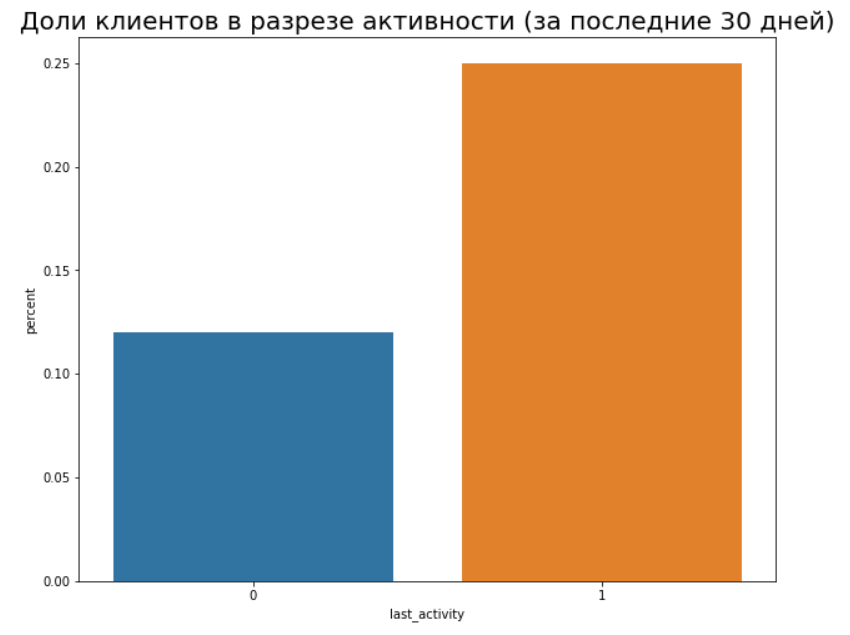 Доли клиентов в разрезе активности (за последние 30 дней)
0.25
0.20
0.15
0.10
0.05
0.00
percent
0 1
last_activity